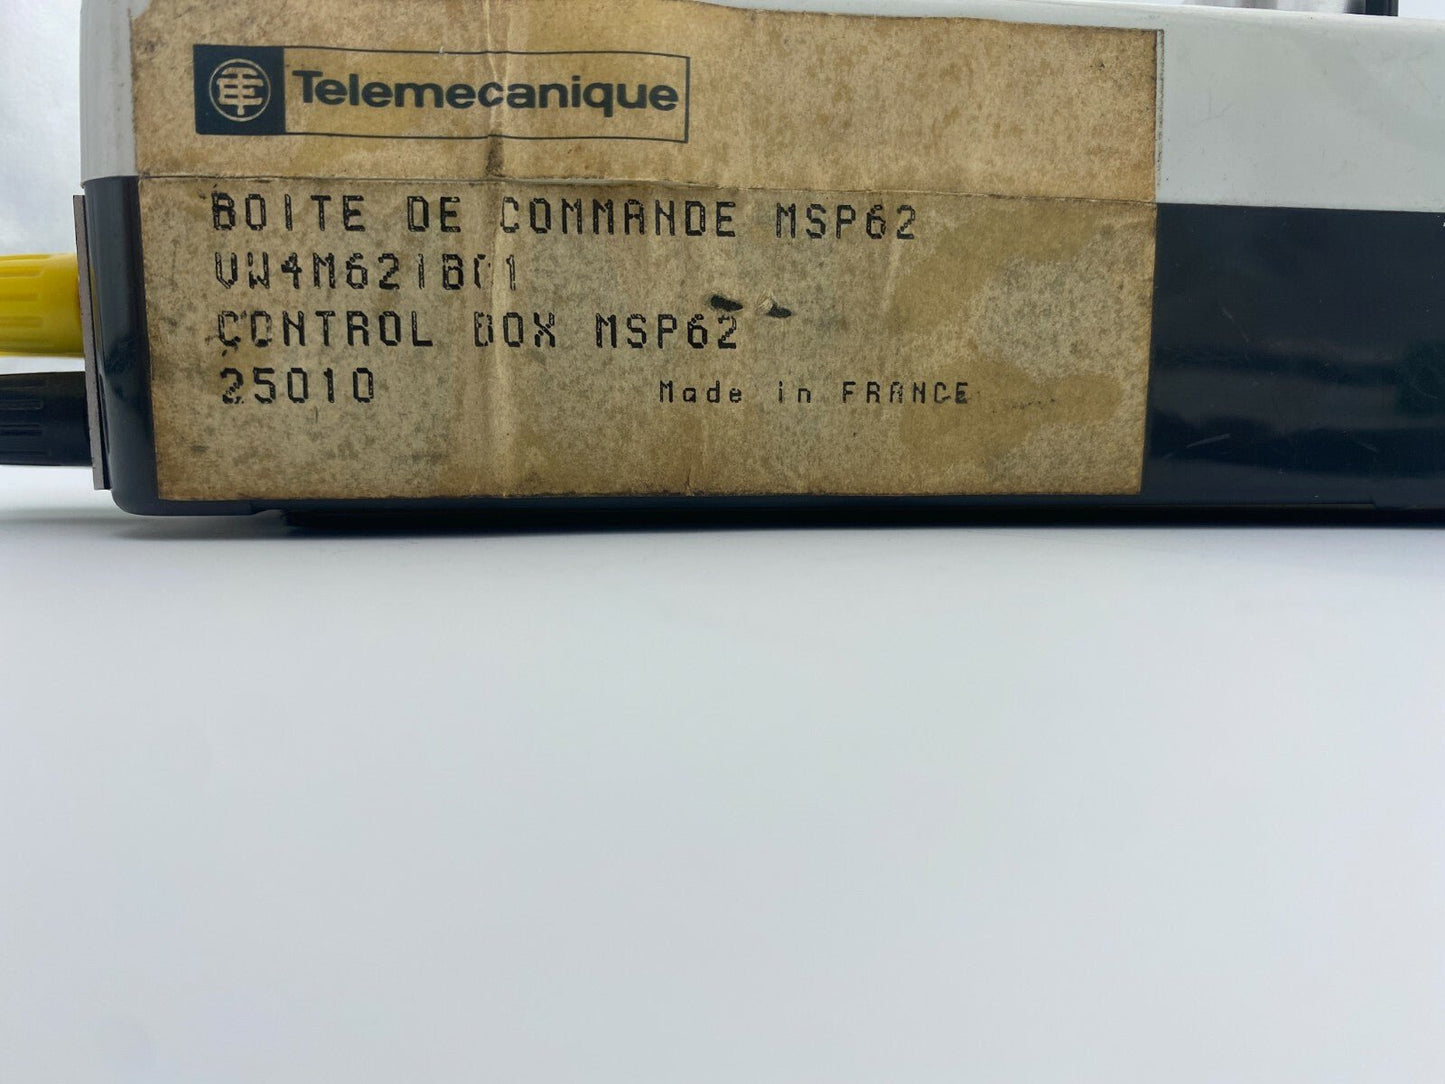 Telemecanique
BOITE DE COMMANDE MSP62
VW4M621B01
CONTROL BOX MSP62
25010
Made in FRANCE